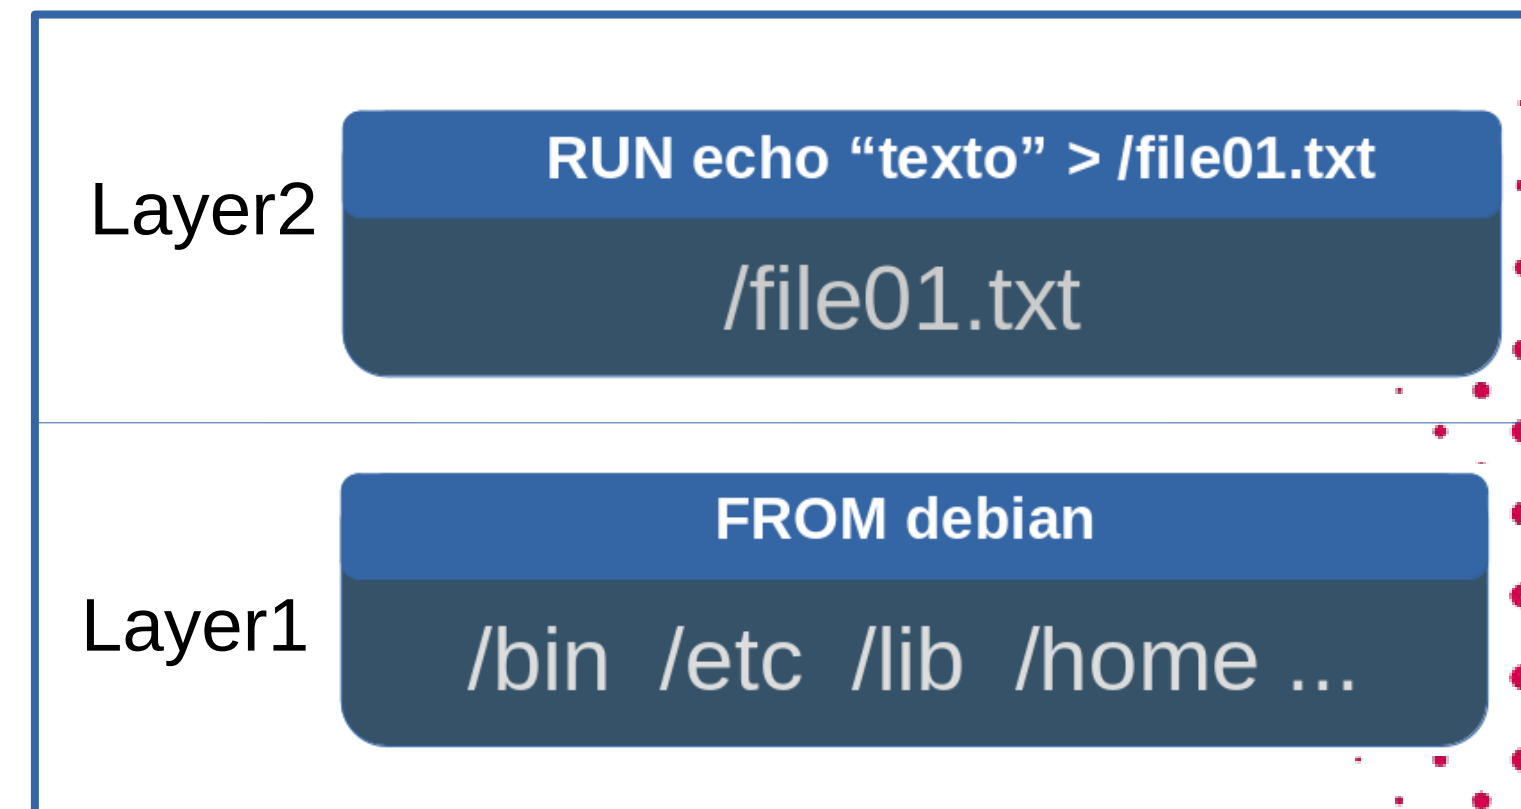 RUN echo “texto” > /file01.txt
Layer2
/file01.txt
FROM debian
Layer1
/bin /etc /lib /home ...